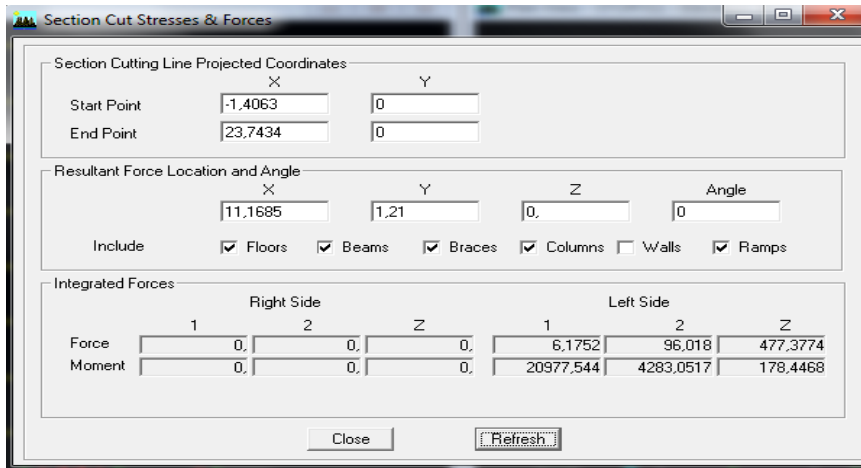 Section Cut Stresses & Forces
Section Cutting Line Projected Coordinates
X Y
Start Point -1,4063 0
End Point 23,7434 0
Resultant Force Location and Angle
X Y Z Angle
11,1685 1,21 0, 0
Include Floors Beams Braces Columns Walls Ramps
Integrated Forces
Right Side Left Side
1 2 Z 1 2 Z
Force 0, 0, 0, 6,1752 96,018 477,3774
Moment 0, 0, 0, 20977,544 4283,0517 178,4468
Close Refresh